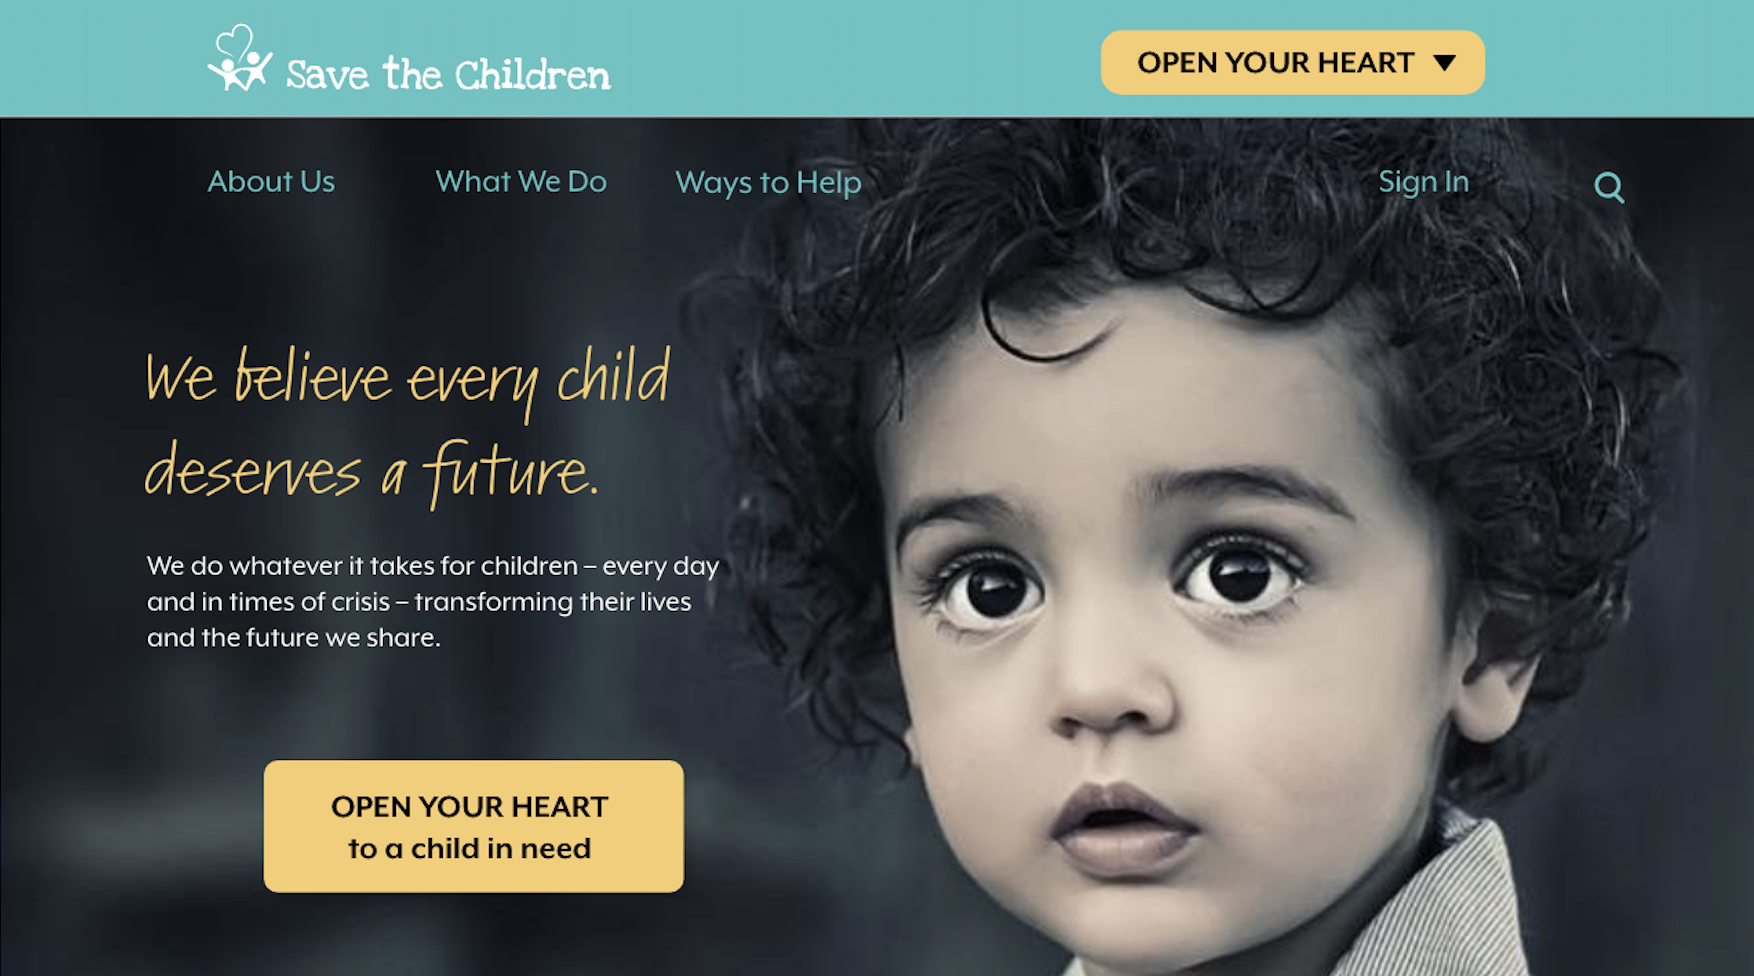 Save the Children
OPEN YOUR HEART
About Us
What We Do
Ways to Help
Sign In
We believe every child
deserves a future.
We do whatever it takes for children – every day
and in times of crisis – transforming their lives
and the future we share.
OPEN YOUR HEART
to a child in need